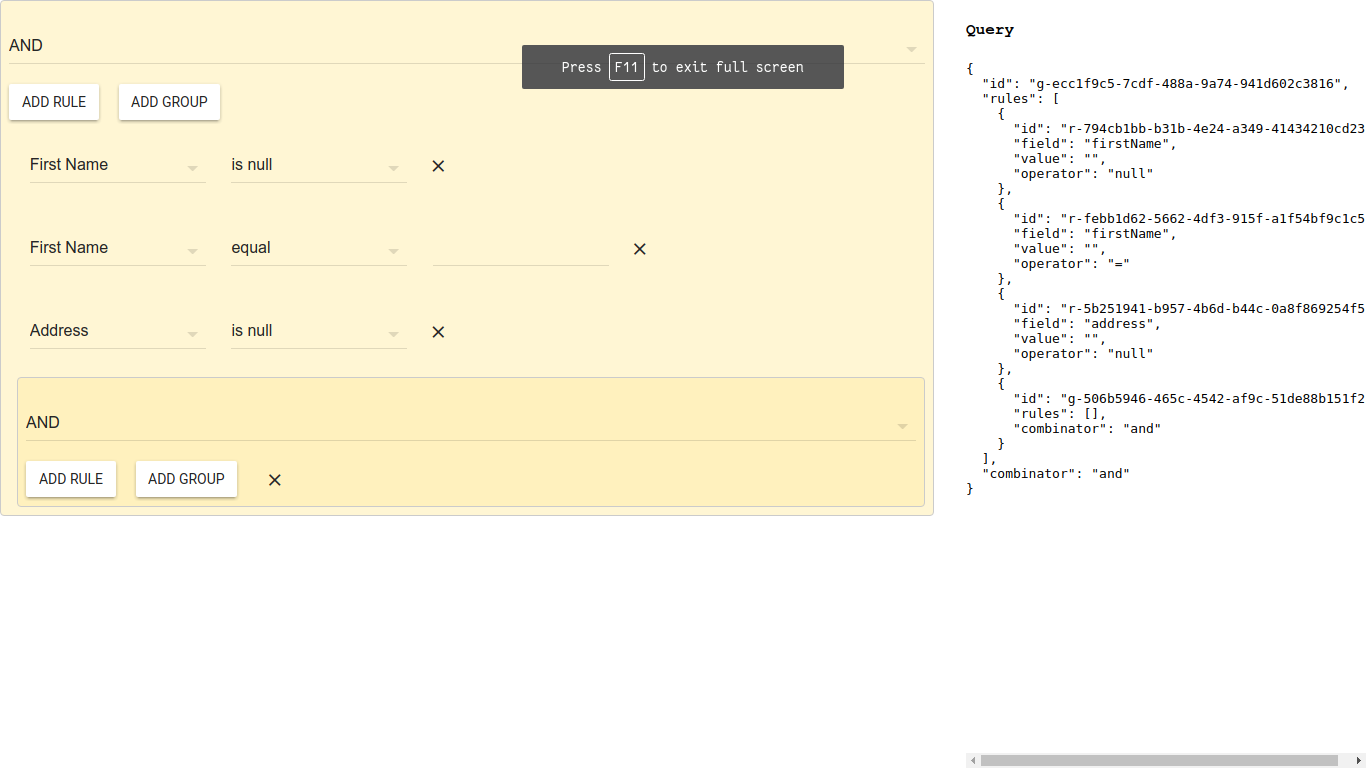 AND
Press F11 to exit full screen
ADD RULE ADD GROUP
First Name is null
First Name equal
Address is null
AND
ADD RULE ADD GROUP
Query
{
"id": "g-ecc1f9c5-7cdf-488a-9a74-941d602c3816",
"rules": [
{
"id": "r-794cb1bb-b31b-4e24-a349-41434210cd23
"field": "firstName",
"value": "",
"operator": "null"
},
{
"id": "r-febb1d62-5662-4df3-915f-a1f54bf9c1c5
"field": "firstName",
"value": "",
"operator": "="
},
{
"id": "r-5b251941-b957-4b6d-b44c-0a8f869254f5
"field": "address",
"value": "",
"operator": "null"
},
{
"id": "g-506b5946-465c-4542-af9c-51de88b151f2
"rules": [],
"combinator": "and"
}
],
"combinator": "and"
}